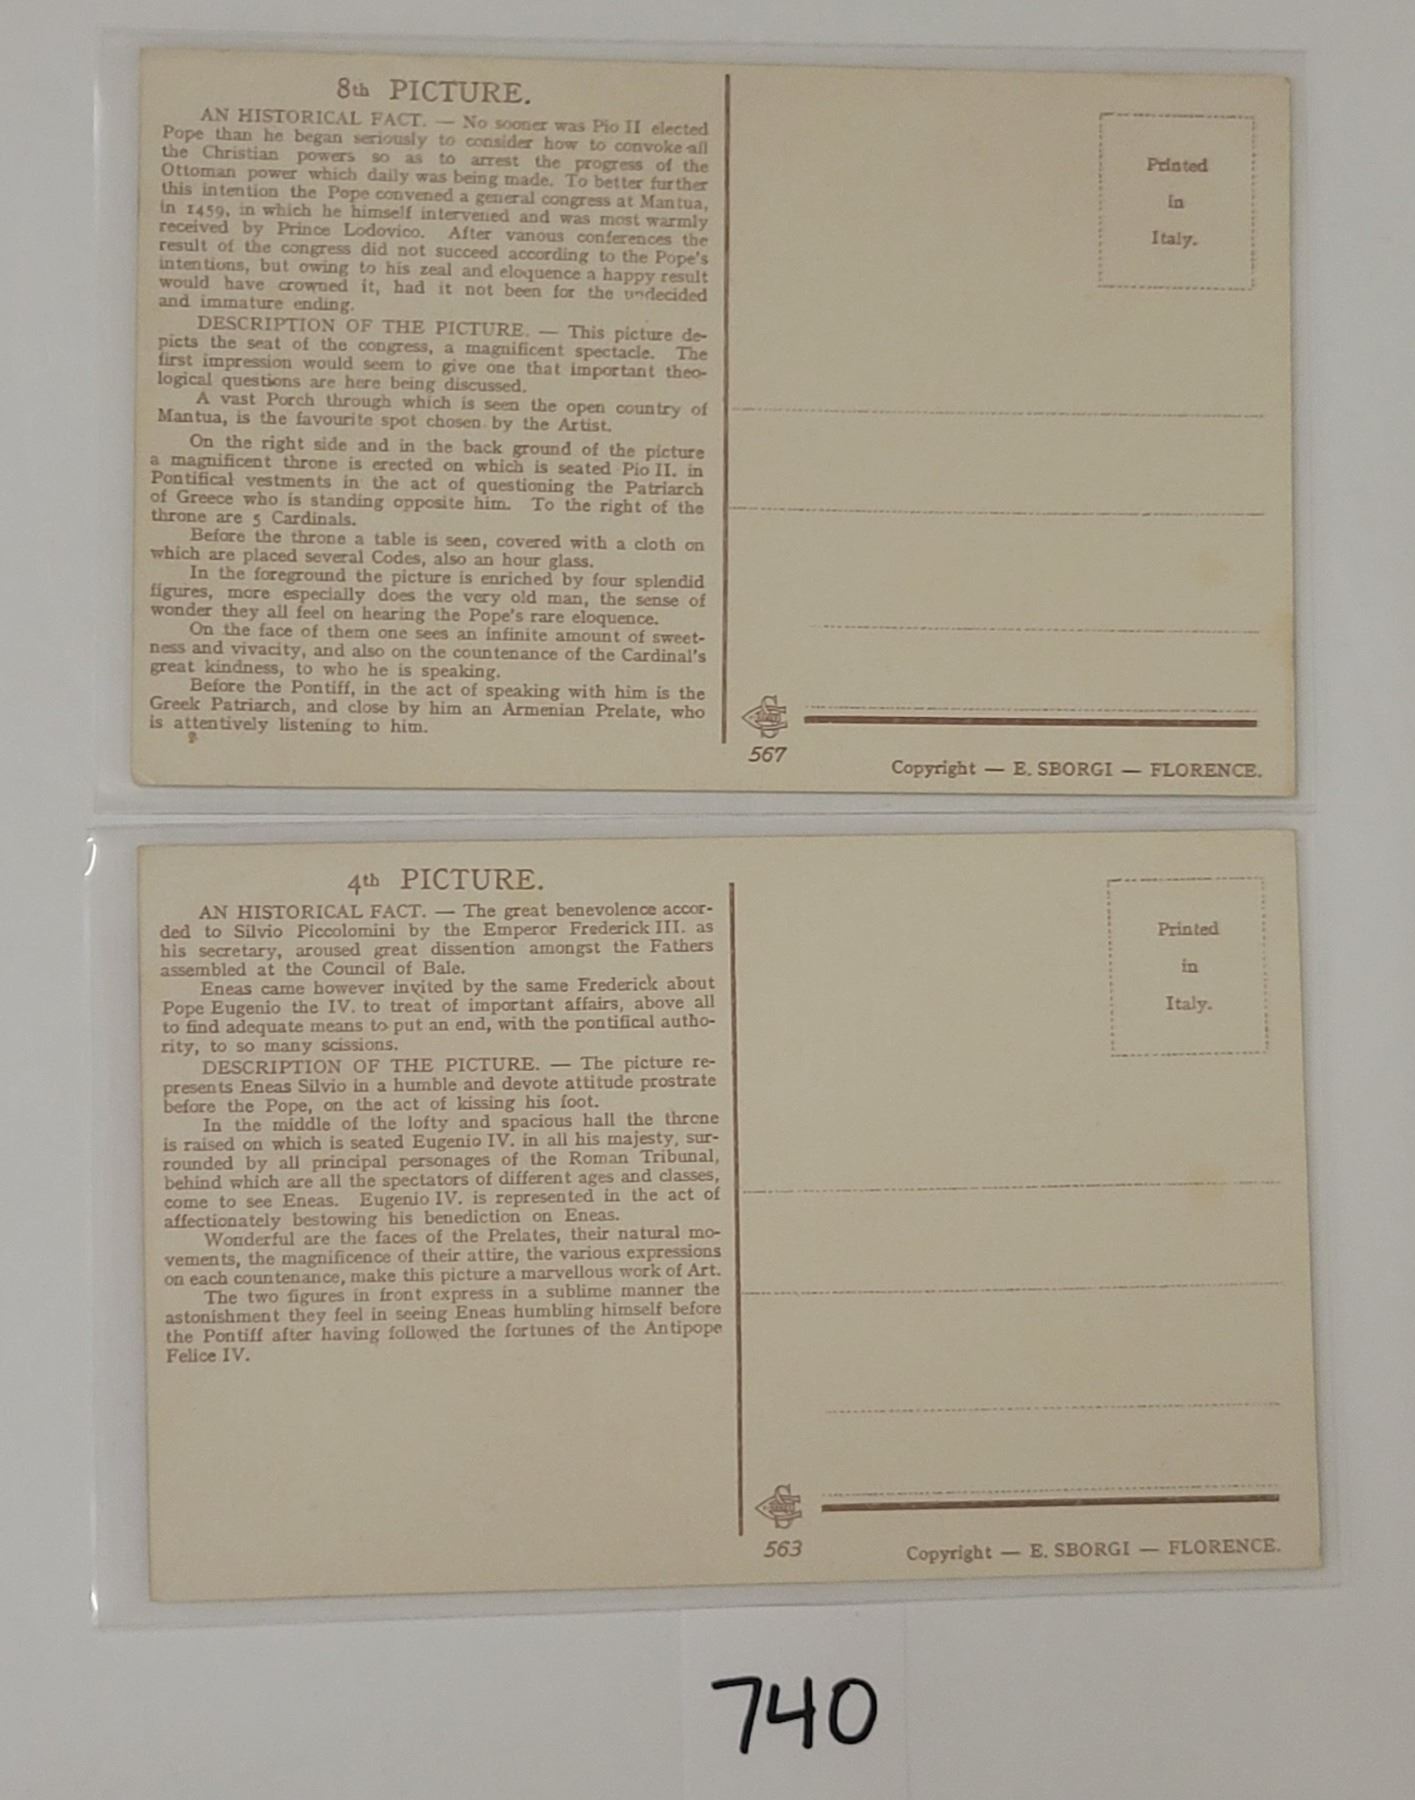 8th PICTURE.
AN HISTORICAL FACT. — No sooner was Pio II elected
Pope than he began seriously to consider how to convoke all
the Christian powers so as to arrest the progress of the
Ottoman power which daily was being made. To better further
this intention the Pope convened a general congress at Mantua,
in 1459, in which he himself intervened and was most warmly
received by Prince Lodovico. After vanous conferences the
result of the congress did not succeed according to the Pope's
intentions, but owing to his zeal and eloquence a happy result
would have crowned it, had it not been for the undecided
and immature ending.
DESCRIPTION OF THE PICTURE. — This picture de-
picts the seat of the congress, a magnificent spectacle. The
first impression would seem to give one that important theo-
logical questions are here being discussed.
A vast Porch through which is seen the open country of
Mantua, is the favourite spot chosen by the Artist.
On the right side and in the back ground of the picture
a magnificent throne is erected on which is seated Pio II. in
Pontifical vestments in the act of questioning the Patriarch
of Greece who is standing opposite him. To the right of the
throne are 5 Cardinals.
Before the throne a table is seen, covered with a cloth on
which are placed several Codes, also an hour glass.
In the foreground the picture is enriched by four splendid
figures, more especially does the very old man, the sense of
wonder they all feel on hearing the Pope's rare eloquence.
On the face of them one sees an infinite amount of sweet-
ness and vivacity, and also on the countenance of the Cardinal's
great kindness, to who he is speaking.
Before the Pontiff, in the act of speaking with him is the
Greek Patriarch, and close by him an Armenian Prelate, who
is attentively listening to him.
Printed
in
Italy.
567
Copyright — E. SBORGI — FLORENCE.
4th PICTURE.
AN HISTORICAL FACT. — The great benevolence accor-
ded to Silvio Piccolomini by the Emperor Frederick III. as
his secretary, aroused great dissention amongst the Fathers
assembled at the Council of Bale.
Eneas came however invited by the same Frederick about
Pope Eugenio the IV. to treat of important affairs, above all
to find adequate means to put an end, with the pontifical autho-
rity, to so many scissions.
DESCRIPTION OF THE PICTURE. — The picture re-
presents Eneas Silvio in a humble and devote attitude prostrate
before the Pope, on the act of kissing his foot.
In the middle of the lofty and spacious hall the throne
is raised on which is seated Eugenio IV. in all his majesty, sur-
rounded by all principal personages of the Roman Tribunal,
behind which are all the spectators of different ages and classes,
come to see Eneas. Eugenio IV. is represented in the act of
affectionately bestowing his benediction on Eneas.
Wonderful are the faces of the Prelates, their natural mo-
vements, the magnificence of their attire, the various expressions
on each countenance, make this picture a marvellous work of Art.
The two figures in front express in a sublime manner the
astonishment they feel in seeing Eneas humbling himself before
the Pontiff after having followed the fortunes of the Antipope
Felice IV.
Printed
in
Italy.
563
Copyright — E. SBORGI — FLORENCE.
740